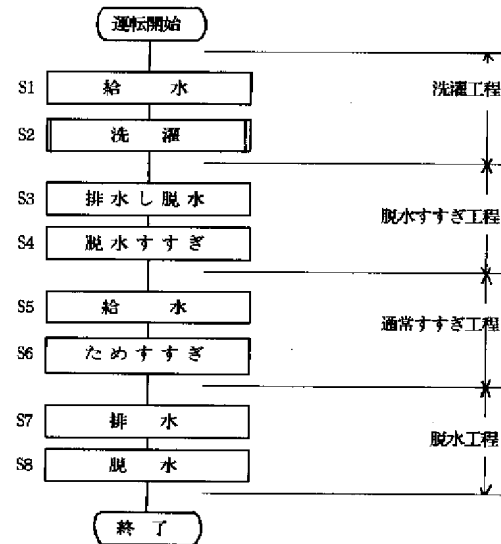 運転開始
洗濯工程
S1 給水
S2 洗濯
S3 排水し脱水
脱水すすぎ工程
S4 脱水すすぎ
S5 給水
通常すすぎ工程
S6 ためすすぎ
S7 排水
脱水工程
S8 脱水
終了